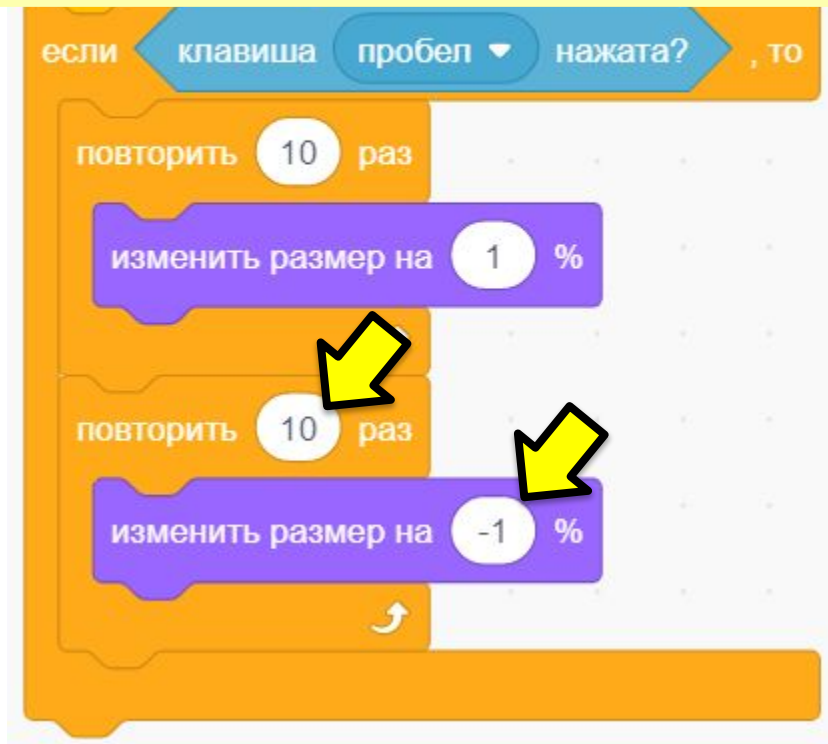 если клавиша пробел нажата? , то
повторить 10 раз
изменить размер на 1 %
повторить 10 раз
изменить размер на -1 %